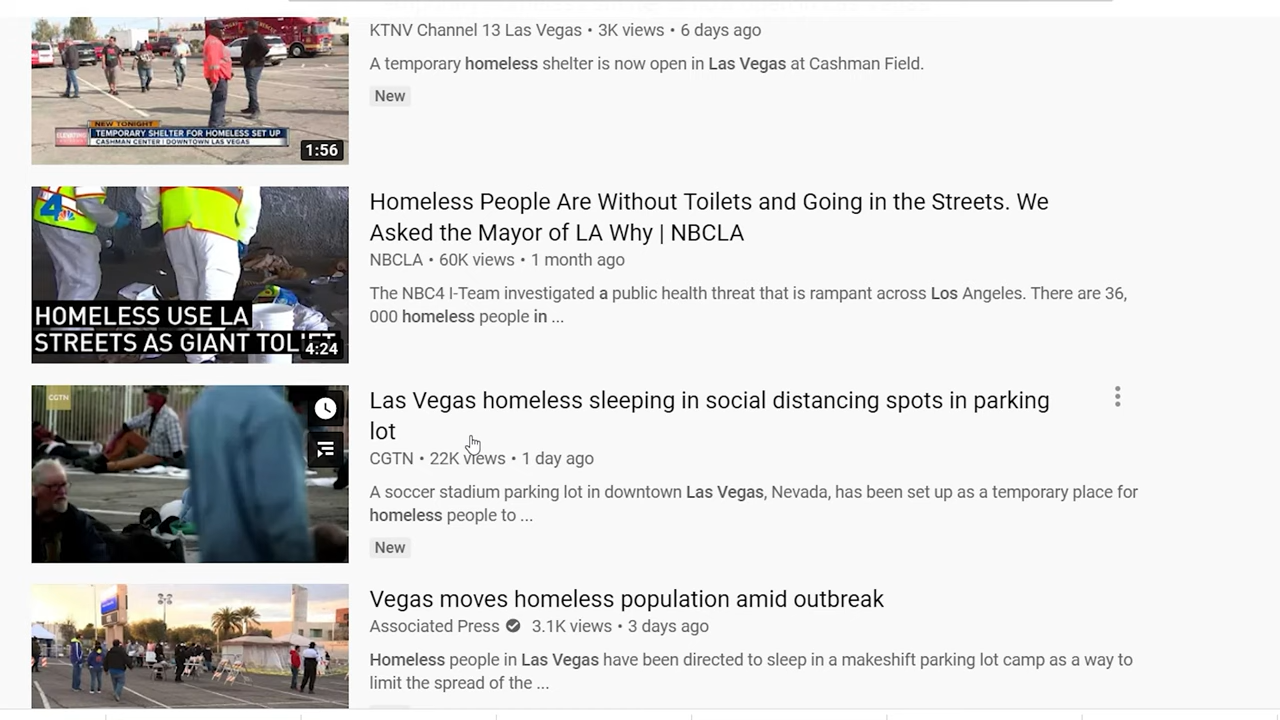 KTNV Channel 13 Las Vegas • 3K views • 6 days ago
A temporary homeless shelter is now open in Las Vegas at Cashman Field.
New
NEW TONIGHT
TEMPORARY SHELTER FOR HOMELESS SET UP
CASHMAN CENTER | DOWNTOWN LAS VEGAS
1:56
4
HOMELESS USE LA
STREETS AS GIANT TOILET
4:24
Homeless People Are Without Toilets and Going in the Streets. We
Asked the Mayor of LA Why | NBCLA
NBCLA • 60K views • 1 month ago
The NBC4 I-Team investigated a public health threat that is rampant across Los Angeles. There are 36,
000 homeless people in ...
CGTN
Las Vegas homeless sleeping in social distancing spots in parking
lot
CGTN • 22K views • 1 day ago
A soccer stadium parking lot in downtown Las Vegas, Nevada, has been set up as a temporary place for
homeless people to ...
New
Vegas moves homeless population amid outbreak
Associated Press 3.1K views • 3 days ago
Homeless people in Las Vegas have been directed to sleep in a makeshift parking lot camp as a way to
limit the spread of the ...